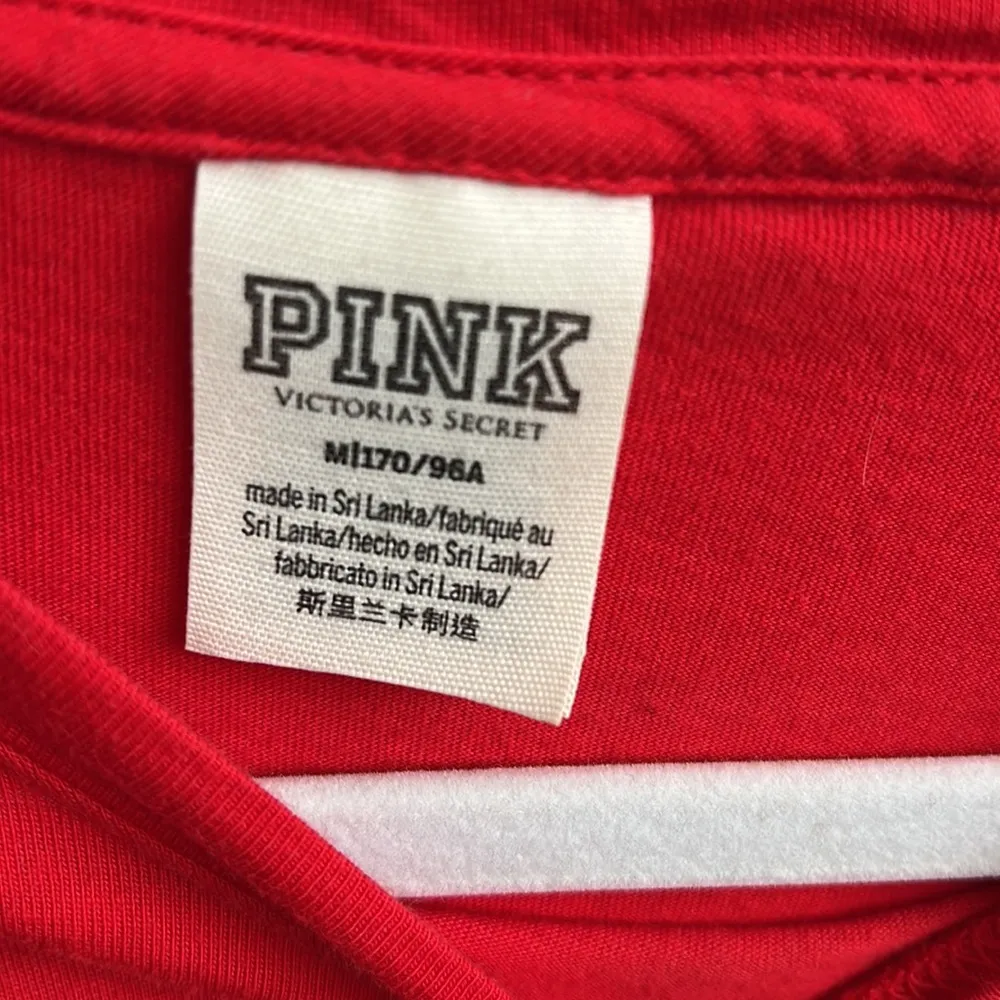 PINK
VICTORIA'S SECRET
M|170/96A
made in Sri Lanka/fabriqué au
Sri Lanka/hecho en Sri Lanka/
fabbricato in Sri Lanka/
斯里兰卡制造